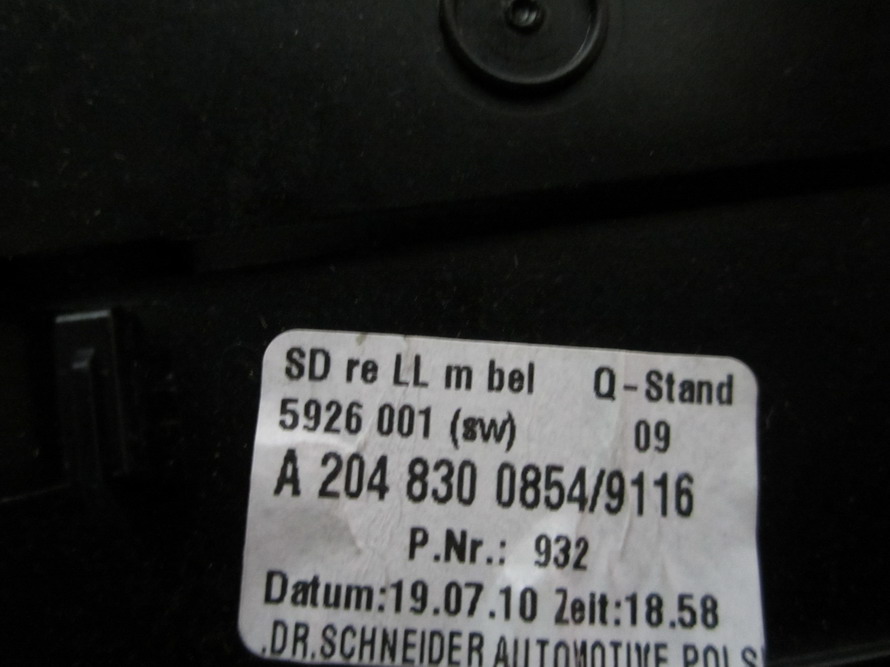 SD re LL m bel Q-Stand
5926 001 (sw) 09
A 204 830 0854/9116
P.Nr.: 932
Datum:19.07.10 Zeit:18.58
.DR.SCHNEIDER AUTOMOTIVE POLS